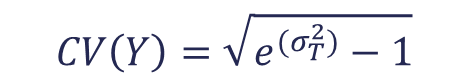 CV(Y) = √(e^(σ_T^2) − 1)